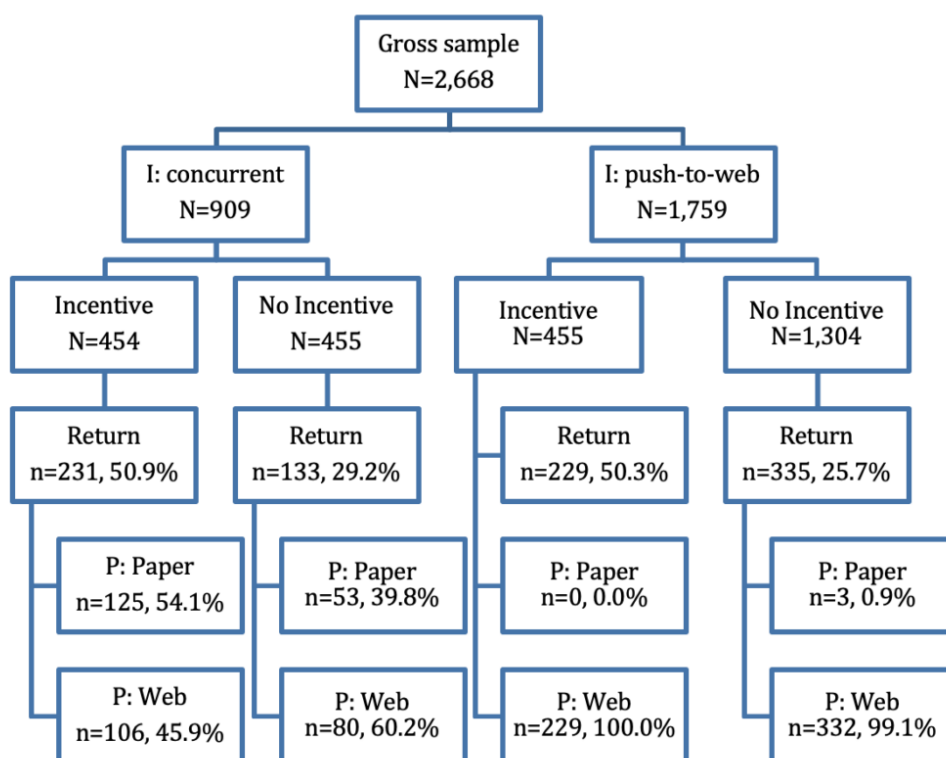 Gross sample
N=2,668
I: concurrent
N=909
I: push-to-web
N=1,759
Incentive
N=454
No Incentive
N=455
Incentive
N=455
No Incentive
N=1,304
Return
n=231, 50.9%
Return
n=133, 29.2%
Return
n=229, 50.3%
Return
n=335, 25.7%
P: Paper
n=125, 54.1%
P: Paper
n=53, 39.8%
P: Paper
n=0, 0.0%
P: Paper
n=3, 0.9%
P: Web
n=106, 45.9%
P: Web
n=80, 60.2%
P: Web
n=229, 100.0%
P: Web
n=332, 99.1%